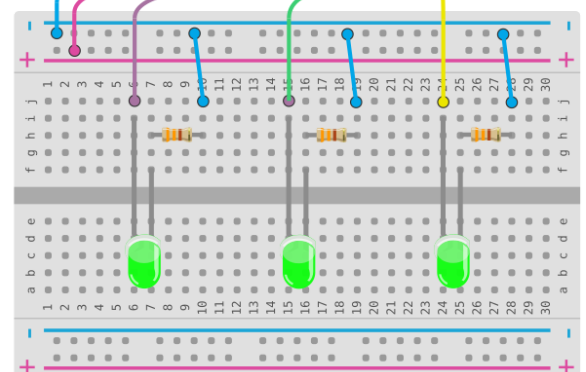 - -
+ +
1 2 3 4 5 6 7 8 9 10 11 12 13 14 15 16 17 18 19 20 21 22 23 24 25 26 27 28 29 30
j j
i i
h h
g g
f f
e e
d d
c c
b b
a a
1 2 3 4 5 6 7 8 9 10 11 12 13 14 15 16 17 18 19 20 21 22 23 24 25 26 27 28 29 30
- -
+ +